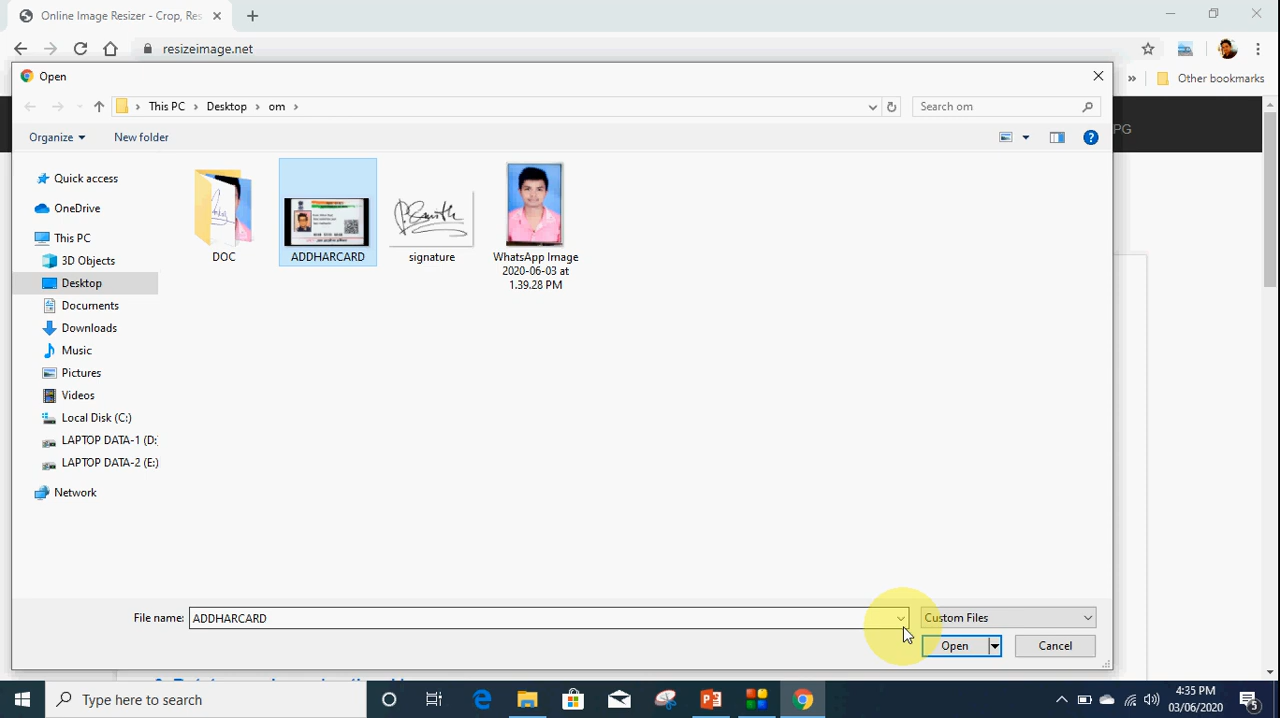 Online Image Resizer - Crop, Res
resizeimage.net
Open
Other bookmarks
This PC > Desktop > om >
Search om
PG
Organize
New folder
Quick access
OneDrive
This PC
3D Objects
Desktop
Documents
Downloads
Music
Pictures
Videos
Local Disk (C:)
LAPTOP DATA-1 (D:
LAPTOP DATA-2 (E:)
Network
DOC
ADDHARCARD
signature
WhatsApp Image
2020-06-03 at
1.39.28 PM
File name: ADDHARCARD
Custom Files
Open
Cancel
Type here to search
4:35 PM
03/06/2020
5